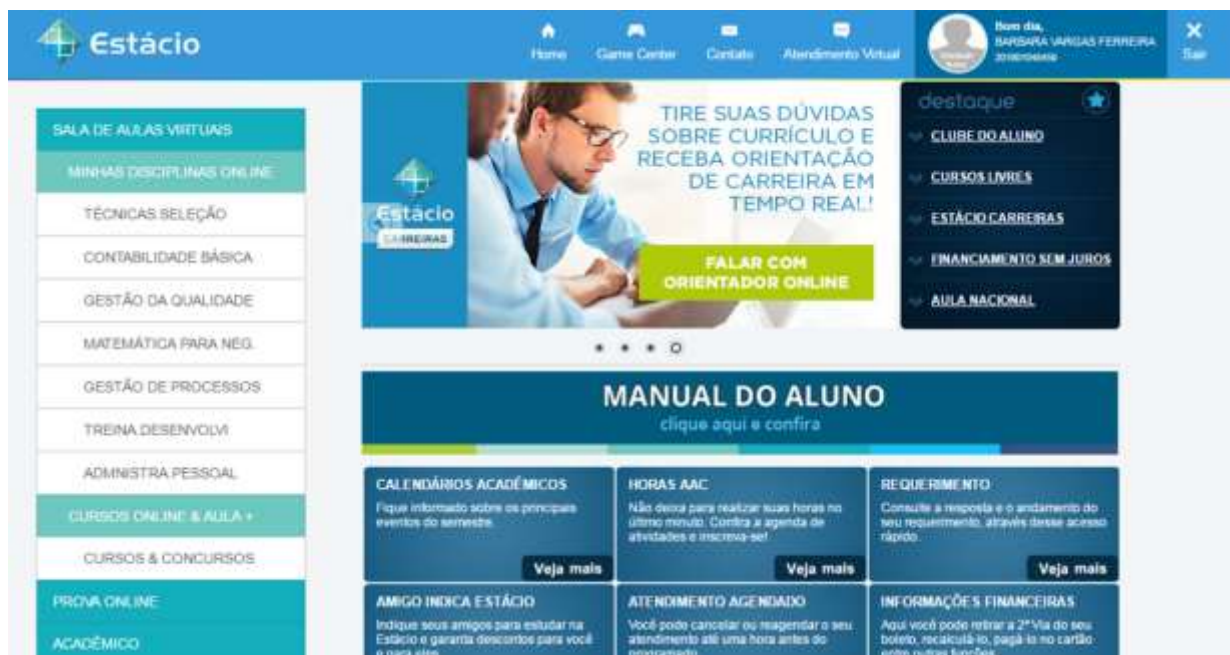 Estácio
Home
Game Center
Contato
Atendimento Virtual
Bom dia,
BARBARA VARGAS FERREIRA
Sair
SALA DE AULAS VIRTUAIS
MINHAS DISCIPLINAS ONLINE
TÉCNICAS SELEÇÃO
CONTABILIDADE BÁSICA
GESTÃO DA QUALIDADE
MATEMÁTICA PARA NEG.
GESTÃO DE PROCESSOS
TREINA DESENVOLVI
ADMNISTRA PESSOAL
CURSOS ONLINE & AULA +
CURSOS & CONCURSOS
PROVA ONLINE
ACADÊMICO
Estácio
CARREIRAS
TIRE SUAS DÚVIDAS
SOBRE CURRÍCULO E
RECEBA ORIENTAÇÃO
DE CARREIRA EM
TEMPO REAL!
FALAR COM
ORIENTADOR ONLINE
destaque
CLUBE DO ALUNO
CURSOS LIVRES
ESTÁCIO CARREIRAS
FINANCIAMENTO SEM JUROS
AULA NACIONAL
MANUAL DO ALUNO
clique aqui e confira
CALENDÁRIOS ACADÊMICOS
Fique informado sobre os principais
eventos do semestre.
Veja mais
HORAS AAC
Não deixa para realizar suas horas no
último minuto. Confira a agenda de
atividades e inscreva-se!
Veja mais
REQUERIMENTO
Consulte a resposta e o andamento do
seu requerimento, através desse acesso
rápido.
Veja mais
AMIGO INDICA ESTÁCIO
Indique seus amigos para estudar na
Estácio e garanta descontos para você
e para eles.
ATENDIMENTO AGENDADO
Você pode cancelar ou reagendar o seu
atendimento até uma hora antes do
programado.
INFORMAÇÕES FINANCEIRAS
Aqui você pode retirar a 2ª Via do seu
boleto, recalculá-lo, pagá-lo no cartão
entre outras funções.